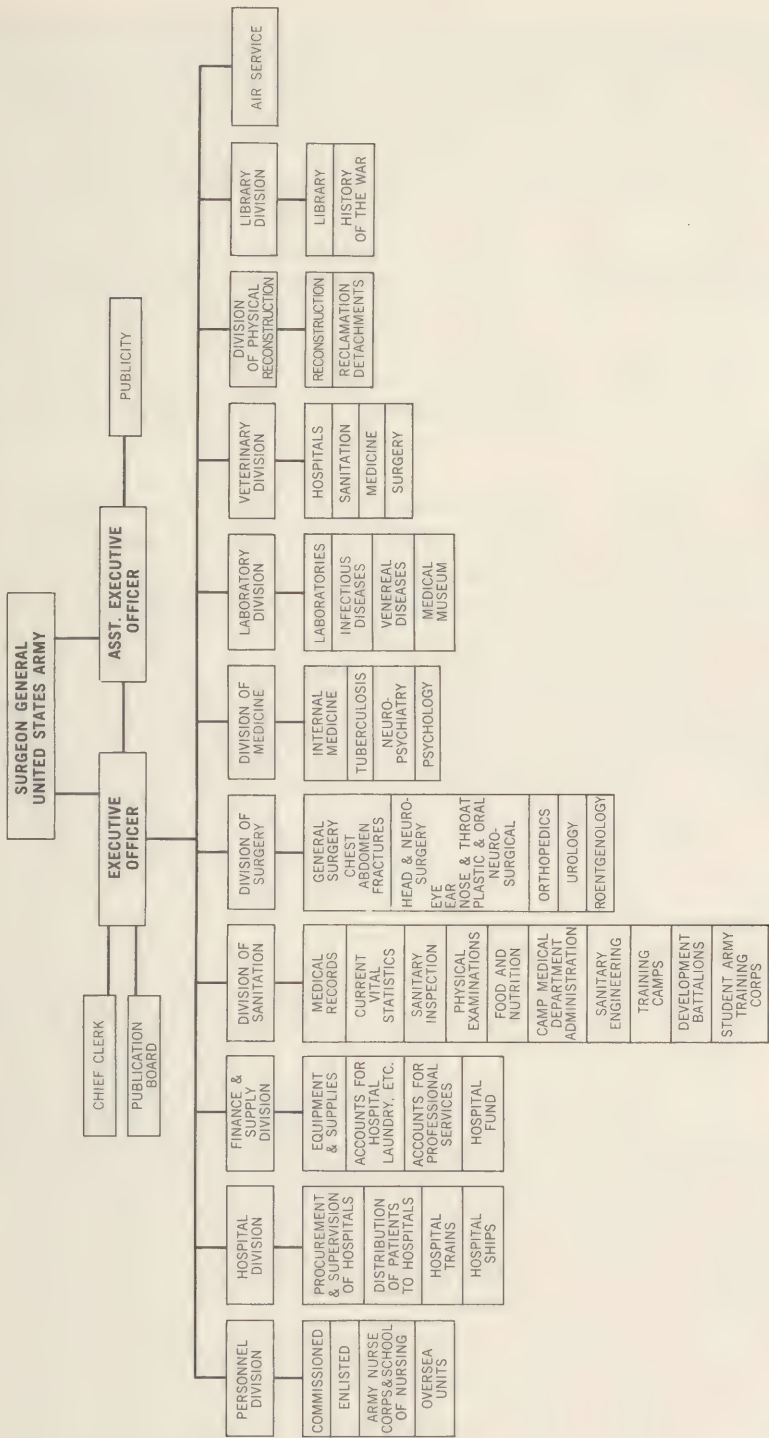 SURGEON GENERAL
UNITED STATES ARMY
EXECUTIVE
OFFICER
ASST. EXECUTIVE
OFFICER
CHIEF CLERK
PUBLICATION
BOARD
PUBLICITY
PERSONNEL
DIVISION
COMMISSIONED
ENLISTED
ARMY NURSE
CORPS & SCHOOL
OF NURSING
OVERSEA
UNITS
HOSPITAL
DIVISION
PROCUREMENT
& SUPERVISION
OF HOSPITALS
DISTRIBUTION
OF PATIENTS
TO HOSPITALS
HOSPITAL
TRAINS
HOSPITAL
SHIPS
FINANCE &
SUPPLY
DIVISION
EQUIPMENT
& SUPPLIES
ACCOUNTS FOR
HOSPITAL
LAUNDRY, ETC.
ACCOUNTS FOR
PROFESSIONAL
SERVICES
HOSPITAL
FUND
DIVISION OF
SANITATION
MEDICAL
RECORDS
CURRENT
VITAL
STATISTICS
SANITARY
INSPECTION
PHYSICAL
EXAMINATIONS
FOOD AND
NUTRITION
CAMP MEDICAL
DEPARTMENT
ADMINISTRATION
SANITARY
ENGINEERING
TRAINING
CAMPS
DEVELOPMENT
BATTALIONS
STUDENT ARMY
TRAINING
CORPS
DIVISION OF
SURGERY
GENERAL
SURGERY
CHEST
ABDOMEN
FRACTURES
HEAD & NEURO-
SURGERY
EYE
EAR
NOSE & THROAT
PLASTIC & ORAL
NEURO-
SURGICAL
ORTHOPEDICS
UROLOGY
ROENTGENOLOGY
DIVISION OF
MEDICINE
INTERNAL
MEDICINE
TUBERCULOSIS
NEURO-
PSYCHIATRY
PSYCHOLOGY
LABORATORY
DIVISION
LABORATORIES
INFECTIOUS
DISEASES
VENEREAL
DISEASES
MEDICAL
MUSEUM
VETERINARY
DIVISION
HOSPITALS
SANITATION
MEDICINE
SURGERY
DIVISION
OF PHYSICAL
RECONSTRUCTION
RECONSTRUCTION
RECLAMATION
DETACHMENTS
LIBRARY
DIVISION
LIBRARY
HISTORY
OF THE WAR
AIR SERVICE